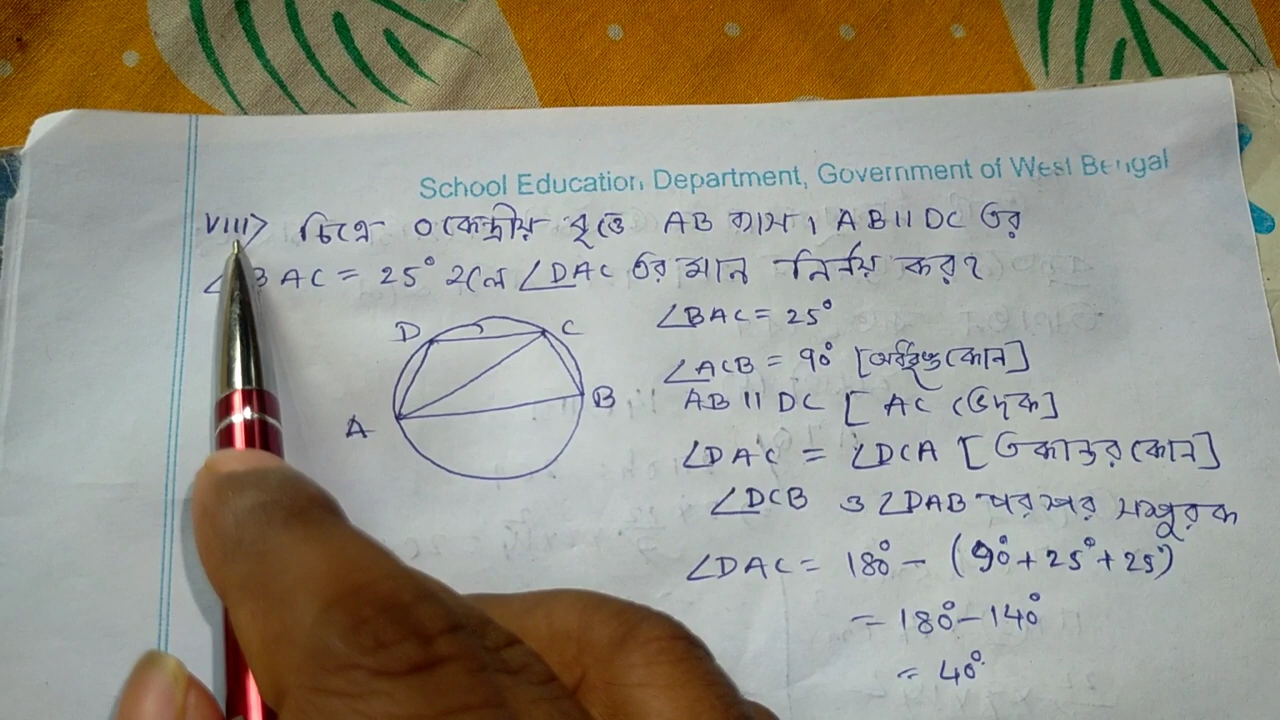 School Education Department, Government of West Bengal
VIII> চিত্রে O কেন্দ্রীয় বৃত্তে AB ব্যাস। AB || DC এর
∠BAC = 25° হলে ∠DAC এর মান নির্ণয় কর?
D C
∠BAC = 25°
∠ACB = 90° [অর্ধবৃত্তস্থ কোন]
A B
AB || DC [AC ছেদক]
∠DAC = ∠DCA [একান্তর কোন]
∠DCB ও ∠DAB পরস্পর সম্পূরক
∠DAC = 180° - (90° + 25° + 25°)
= 180° - 140°
= 40°